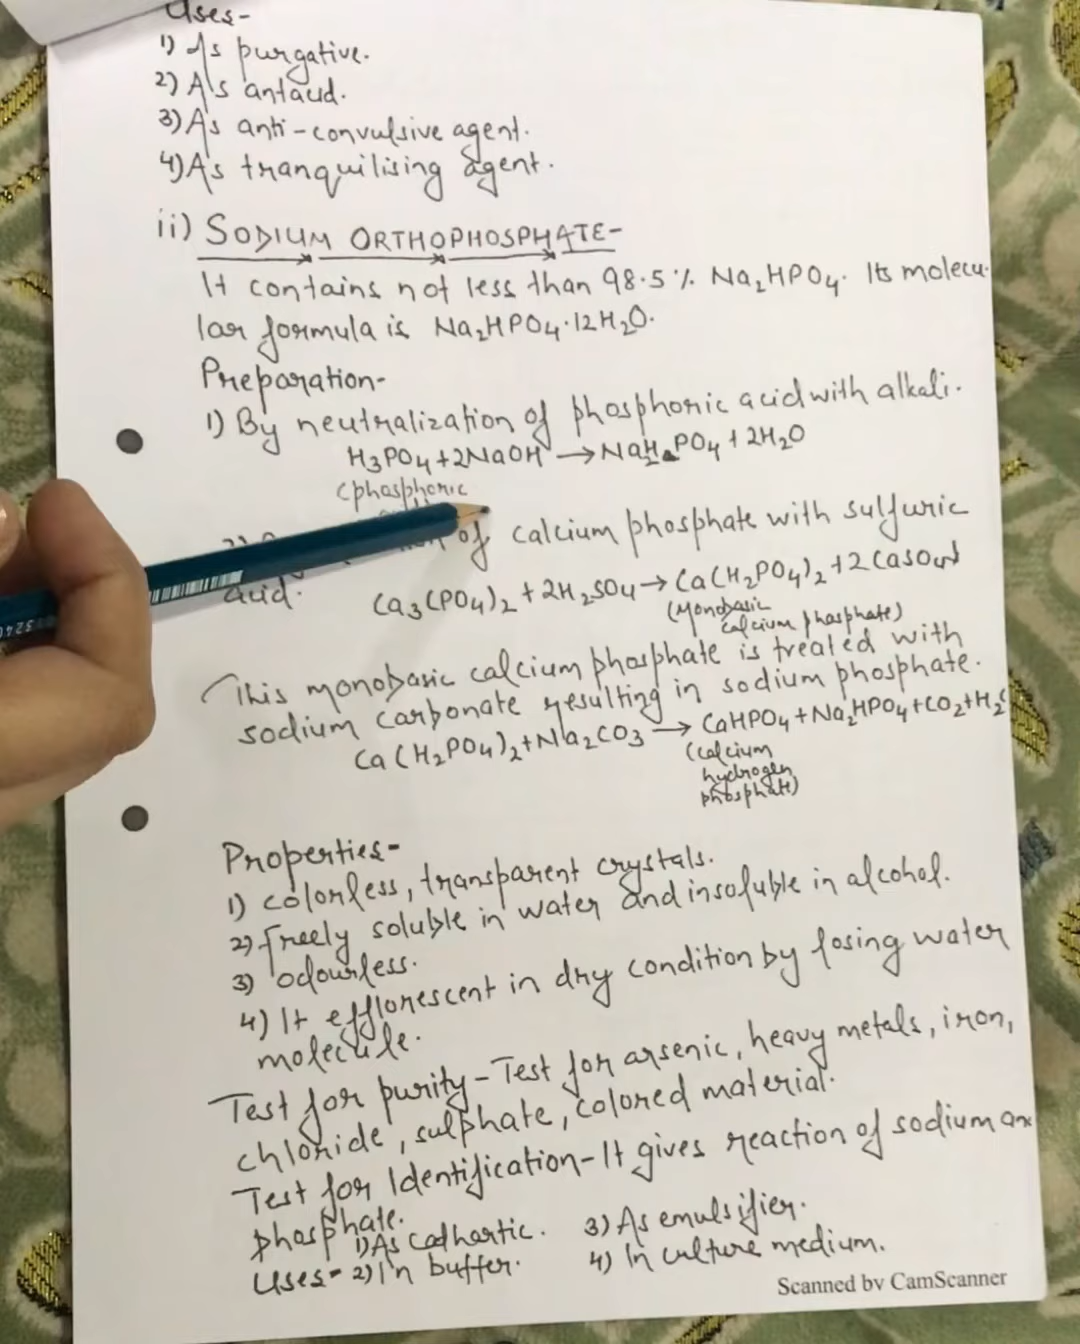 Uses-
1) As purgative.
2) As antacid.
3) As anti-convulsive agent.
4) As tranquilising agent.
ii) SODIUM ORTHOPHOSPHATE-
It contains not less than 98.5% Na₂HPO₄. Its molecu-
lar formula is Na₂HPO₄·12H₂O.
Preparation-
1) By neutralization of phosphoric acid with alkali.
H₃PO₄ + 2NaOH → NaH₂PO₄ + 2H₂O
(phosphoric
of calcium phosphate with sulfuric
acid.
Ca₃(PO₄)₂ + 2H₂SO₄ → Ca(H₂PO₄)₂ + 2CaSO₄↓
(Monobasic
calcium phosphate)
This monobasic calcium phosphate is treated with
sodium carbonate resulting in sodium phosphate.
Ca(H₂PO₄)₂ + Na₂CO₃ → CaHPO₄ + Na₂HPO₄ + CO₂ + H₂O
(calcium
hydrogen
phosphate)
Properties-
1) colorless, transparent crystals.
2) freely soluble in water and insoluble in alcohol.
3) odourless.
4) It efflorescent in dry condition by losing water
molecule.
Test for purity - Test for arsenic, heavy metals, iron,
chloride, sulphate, colored material.
Test for Identification - It gives reaction of sodium an
phosphate.
1) As cathartic. 3) As emulsifier.
Uses- 2) In buffer. 4) In culture medium.
Scanned by CamScanner